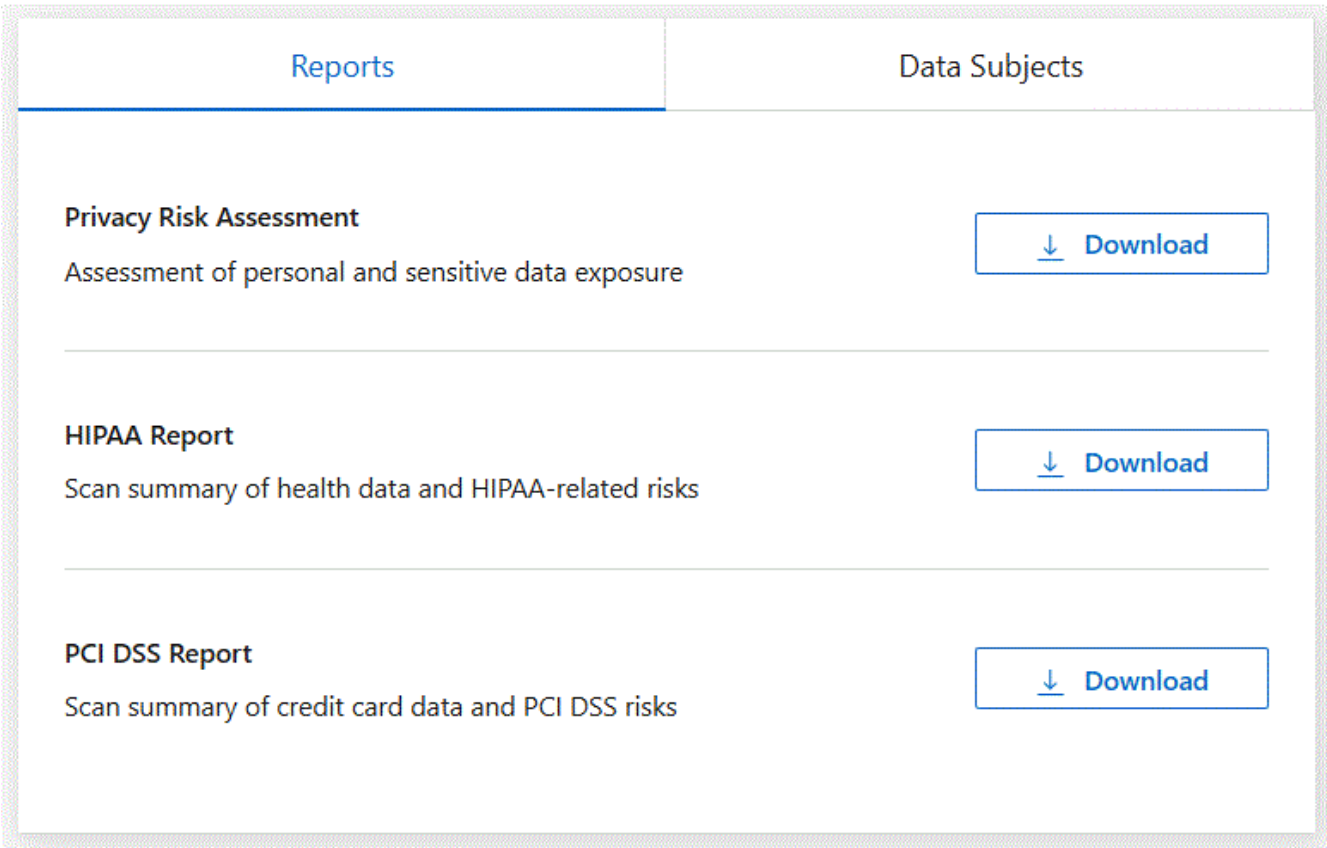 Reports
Data Subjects
Privacy Risk Assessment
Download
Assessment of personal and sensitive data exposure
HIPAA Report
Download
Scan summary of health data and HIPAA-related risks
PCI DSS Report
Download
Scan summary of credit card data and PCI DSS risks